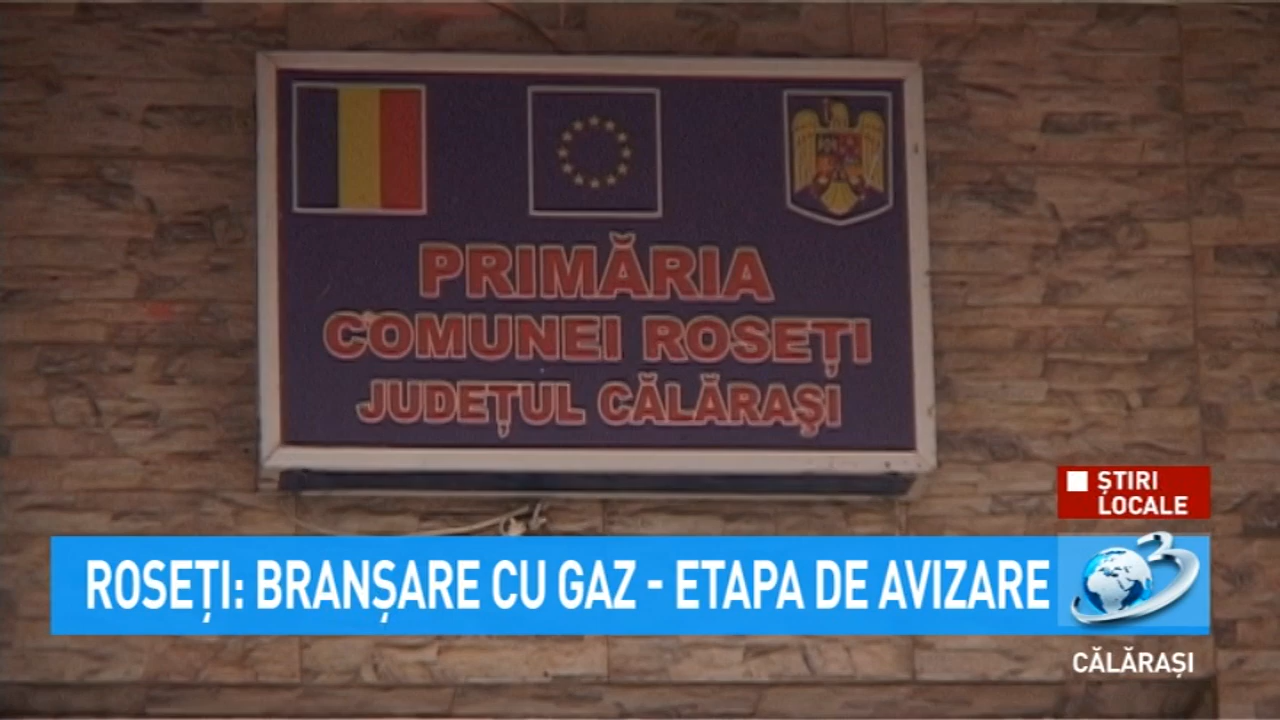 PRIMĂRIA
COMUNEI ROSEȚI
JUDEȚUL CĂLĂRAȘI
ȘTIRI
LOCALE
ROSEȚI: BRANȘARE CU GAZ - ETAPA DE AVIZARE
3
CĂLĂRAȘI